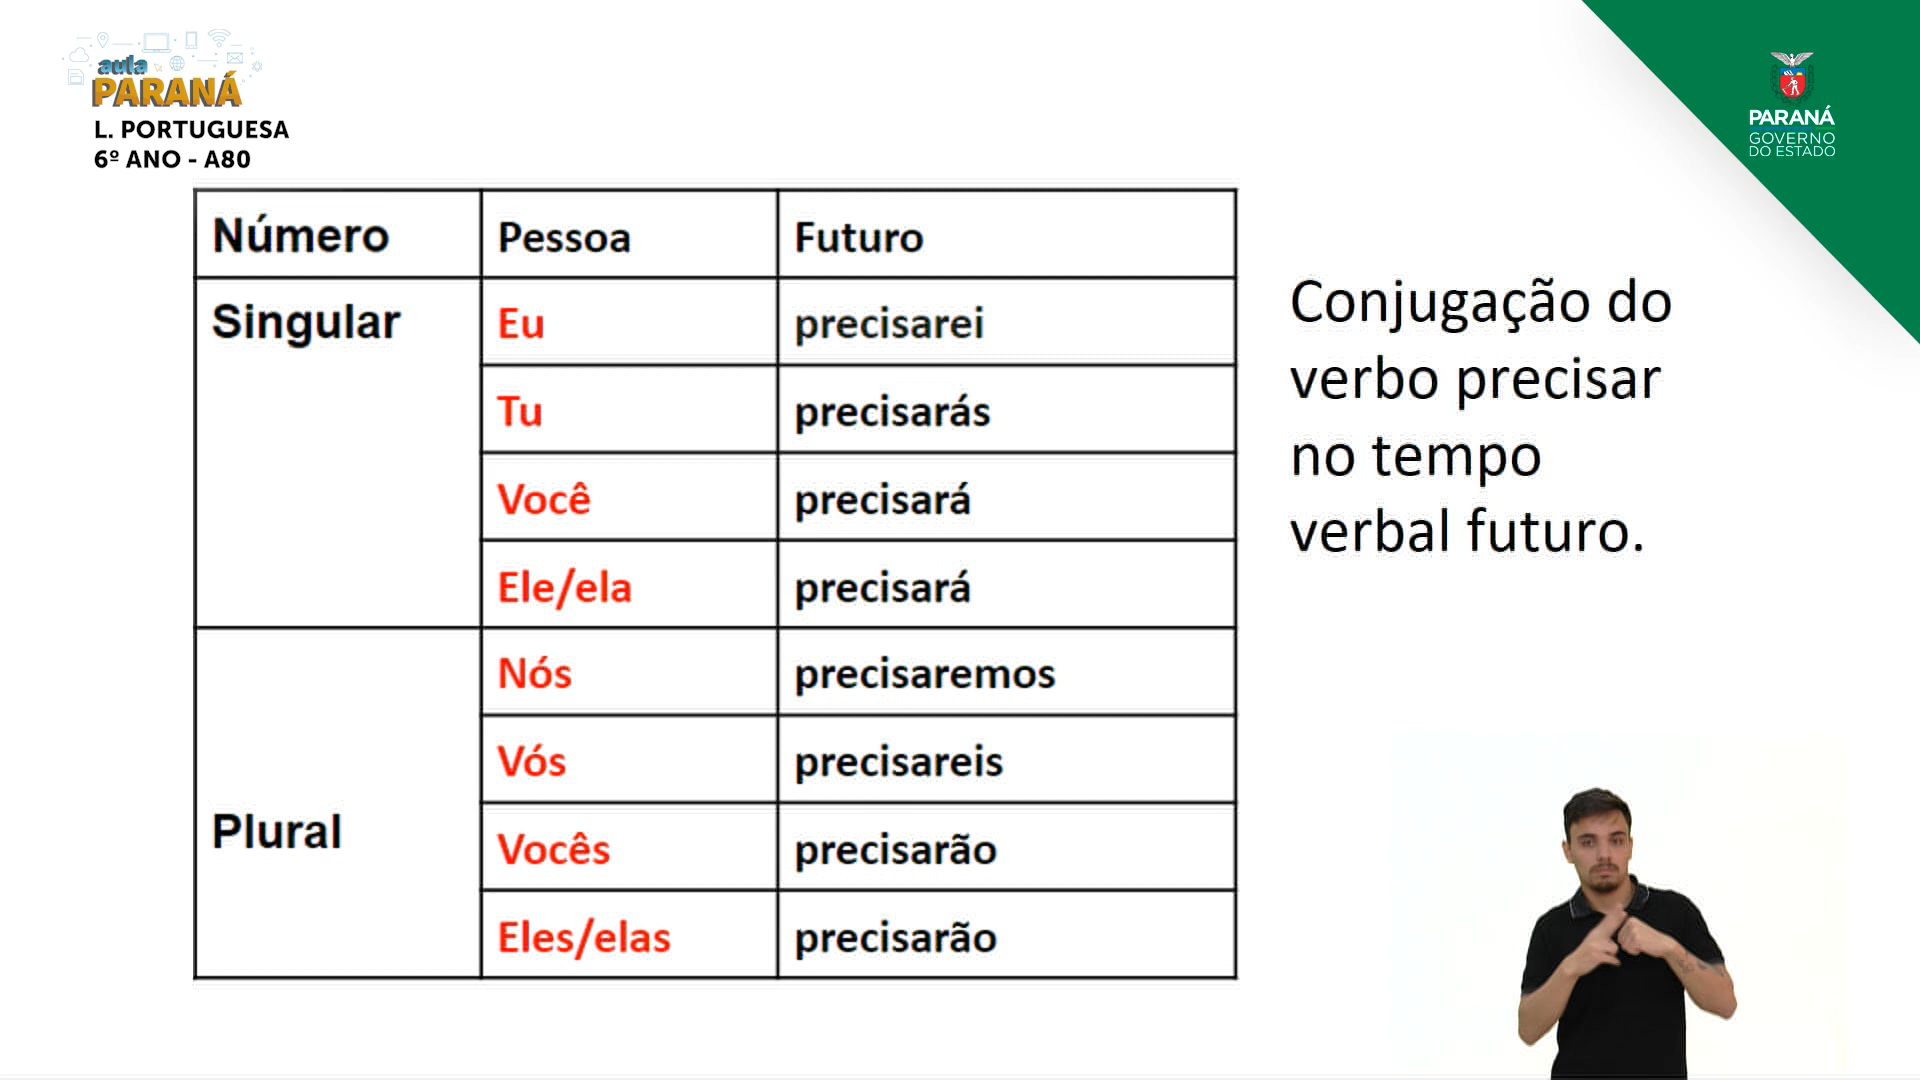 aula
PARANÁ
L. PORTUGUESA
6º ANO - A80
PARANÁ
GOVERNO
DO ESTADO
Número Pessoa Futuro
Singular Eu precisarei
Tu precisarás
Você precisará
Ele/ela precisará
Plural Nós precisaremos
Vós precisareis
Vocês precisarão
Eles/elas precisarão
Conjugação do
verbo precisar
no tempo
verbal futuro.